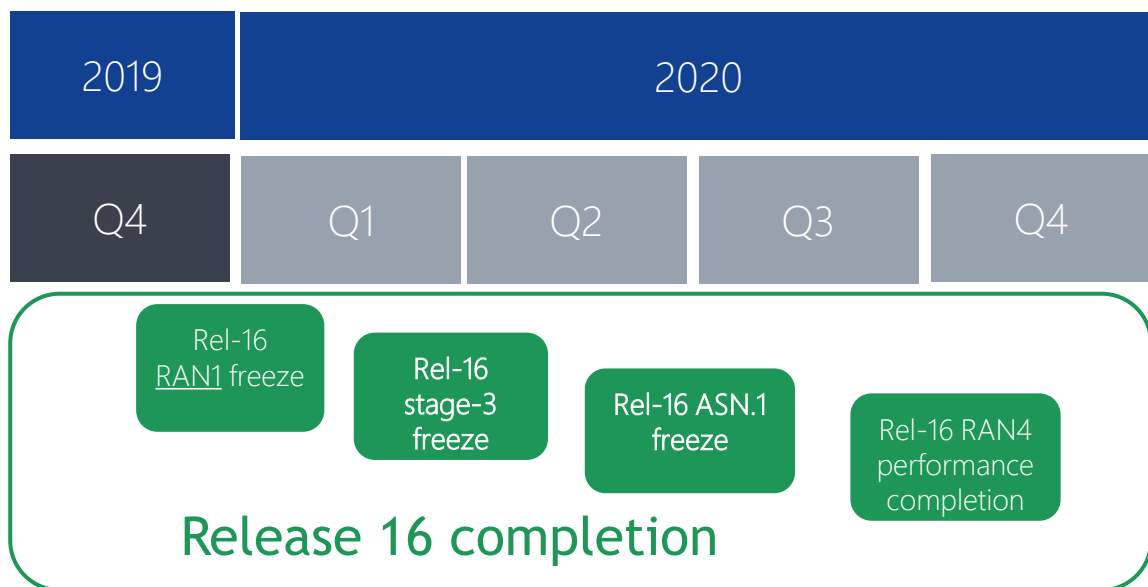 2019
2020
Q4
Q1
Q2
Q3
Q4
Rel-16
RAN1 freeze
Rel-16
stage-3
freeze
Rel-16 ASN.1
freeze
Rel-16 RAN4
performance
completion
Release 16 completion